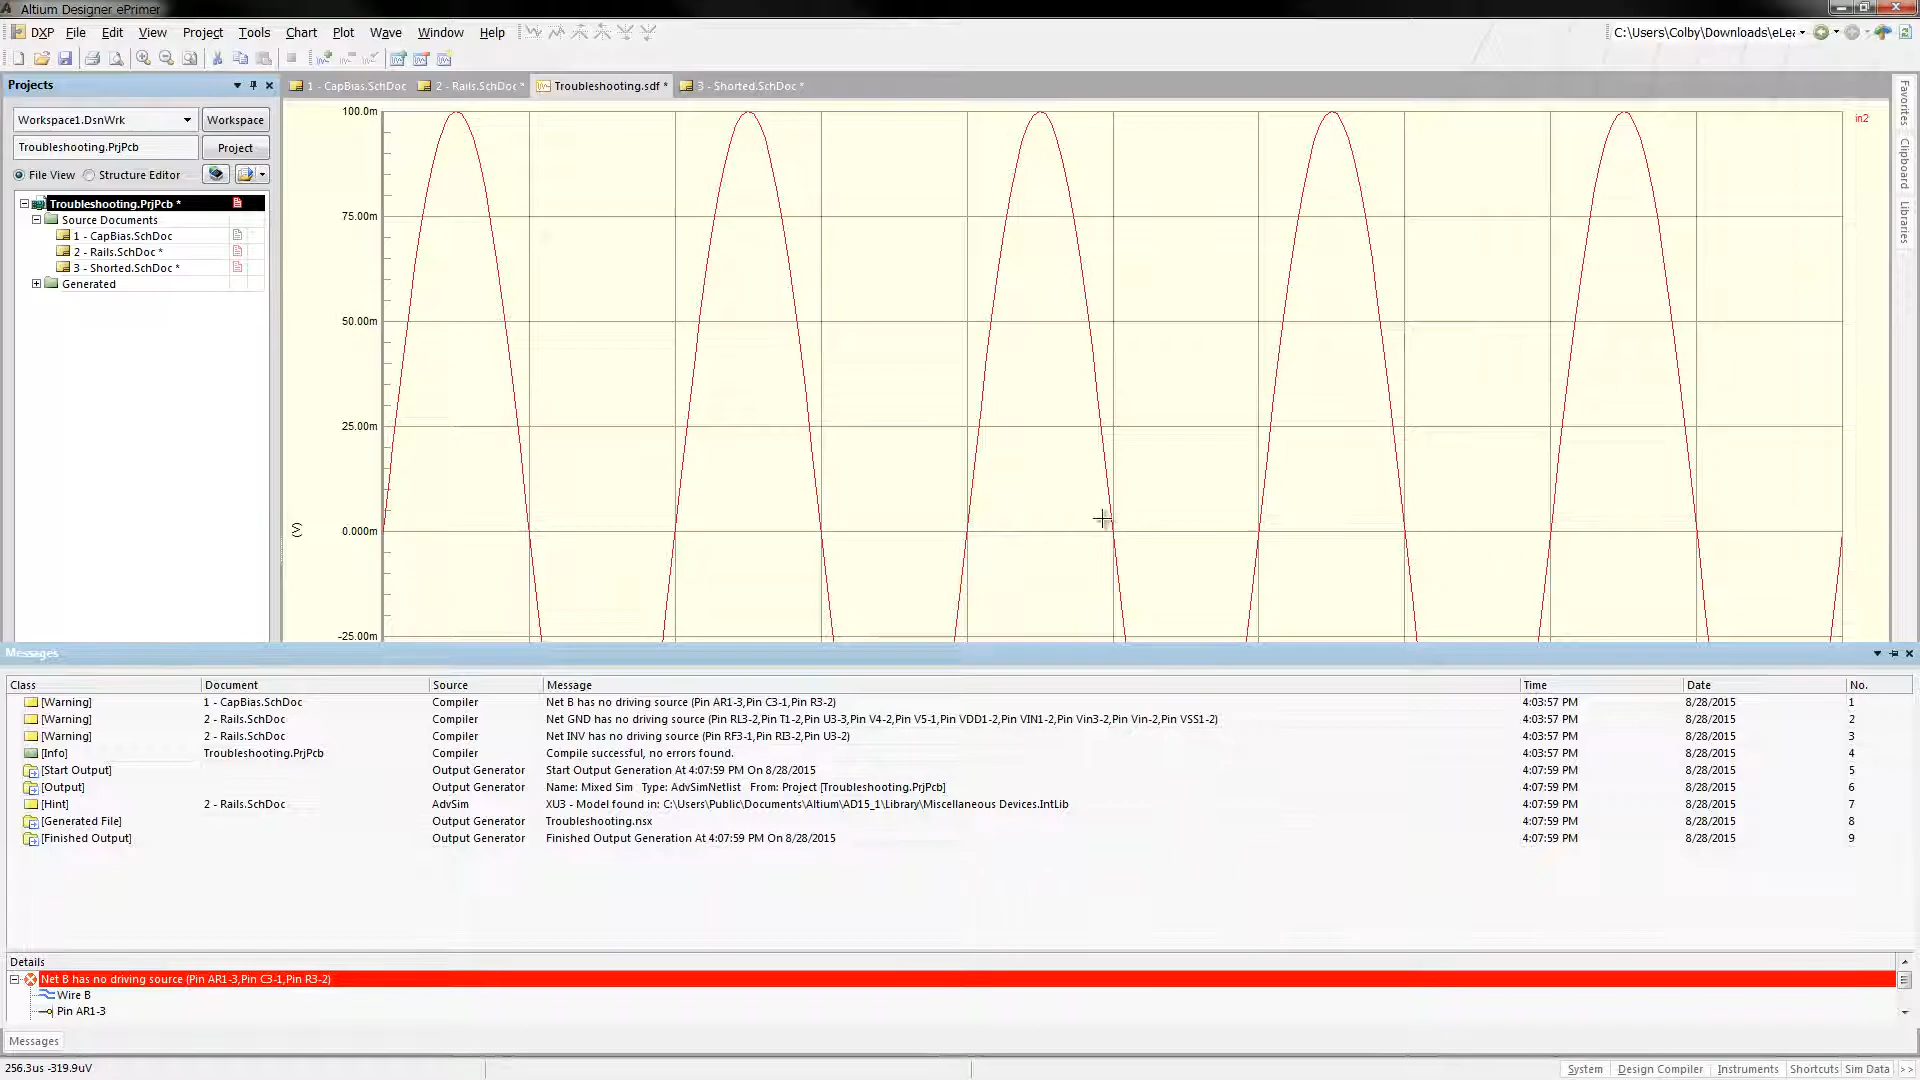 Altium Designer ePrimer
DXP File Edit View Project Tools Chart Plot Wave Window Help
C:\Users\Colby\Downloads\eLea
Projects
1 - CapBias.SchDoc 2 - Rails.SchDoc * Troubleshooting.sdf * 3 - Shorted.SchDoc *
Workspace1.DsnWrk Workspace
Troubleshooting.PrjPcb Project
File View Structure Editor
Troubleshooting.PrjPcb *
Source Documents
1 - CapBias.SchDoc
2 - Rails.SchDoc *
3 - Shorted.SchDoc *
Generated
100.0m
75.00m
50.00m
25.00m
0.000m
-25.00m
(V)
in2
Favorites
Clipboard
Libraries
Messages
Class Document Source Message Time Date No.
[Warning] 1 - CapBias.SchDoc Compiler Net B has no driving source (Pin AR1-3,Pin C3-1,Pin R3-2) 4:03:57 PM 8/28/2015 1
[Warning] 2 - Rails.SchDoc Compiler Net GND has no driving source (Pin RL3-2,Pin T1-2,Pin U3-3,Pin V4-2,Pin V5-1,Pin VDD1-2,Pin VIN1-2,Pin Vin3-2,Pin Vin-2,Pin VSS1-2) 4:03:57 PM 8/28/2015 2
[Warning] 2 - Rails.SchDoc Compiler Net INV has no driving source (Pin RF3-1,Pin RI3-2,Pin U3-2) 4:03:57 PM 8/28/2015 3
[Info] Troubleshooting.PrjPcb Compiler Compile successful, no errors found. 4:03:57 PM 8/28/2015 4
[Start Output] Output Generator Start Output Generation At 4:07:59 PM On 8/28/2015 4:07:59 PM 8/28/2015 5
[Output] Output Generator Name: Mixed Sim Type: AdvSimNetlist From: Project [Troubleshooting.PrjPcb] 4:07:59 PM 8/28/2015 6
[Hint] 2 - Rails.SchDoc AdvSim XU3 - Model found in: C:\Users\Public\Documents\Altium\AD15_1\Library\Miscellaneous Devices.IntLib 4:07:59 PM 8/28/2015 7
[Generated File] Output Generator Troubleshooting.nsx 4:07:59 PM 8/28/2015 8
[Finished Output] Output Generator Finished Output Generation At 4:07:59 PM On 8/28/2015 4:07:59 PM 8/28/2015 9
Details
Net B has no driving source (Pin AR1-3,Pin C3-1,Pin R3-2)
Wire B
Pin AR1-3
Messages
256.3us -319.9uV System Design Compiler Instruments Shortcuts Sim Data >>